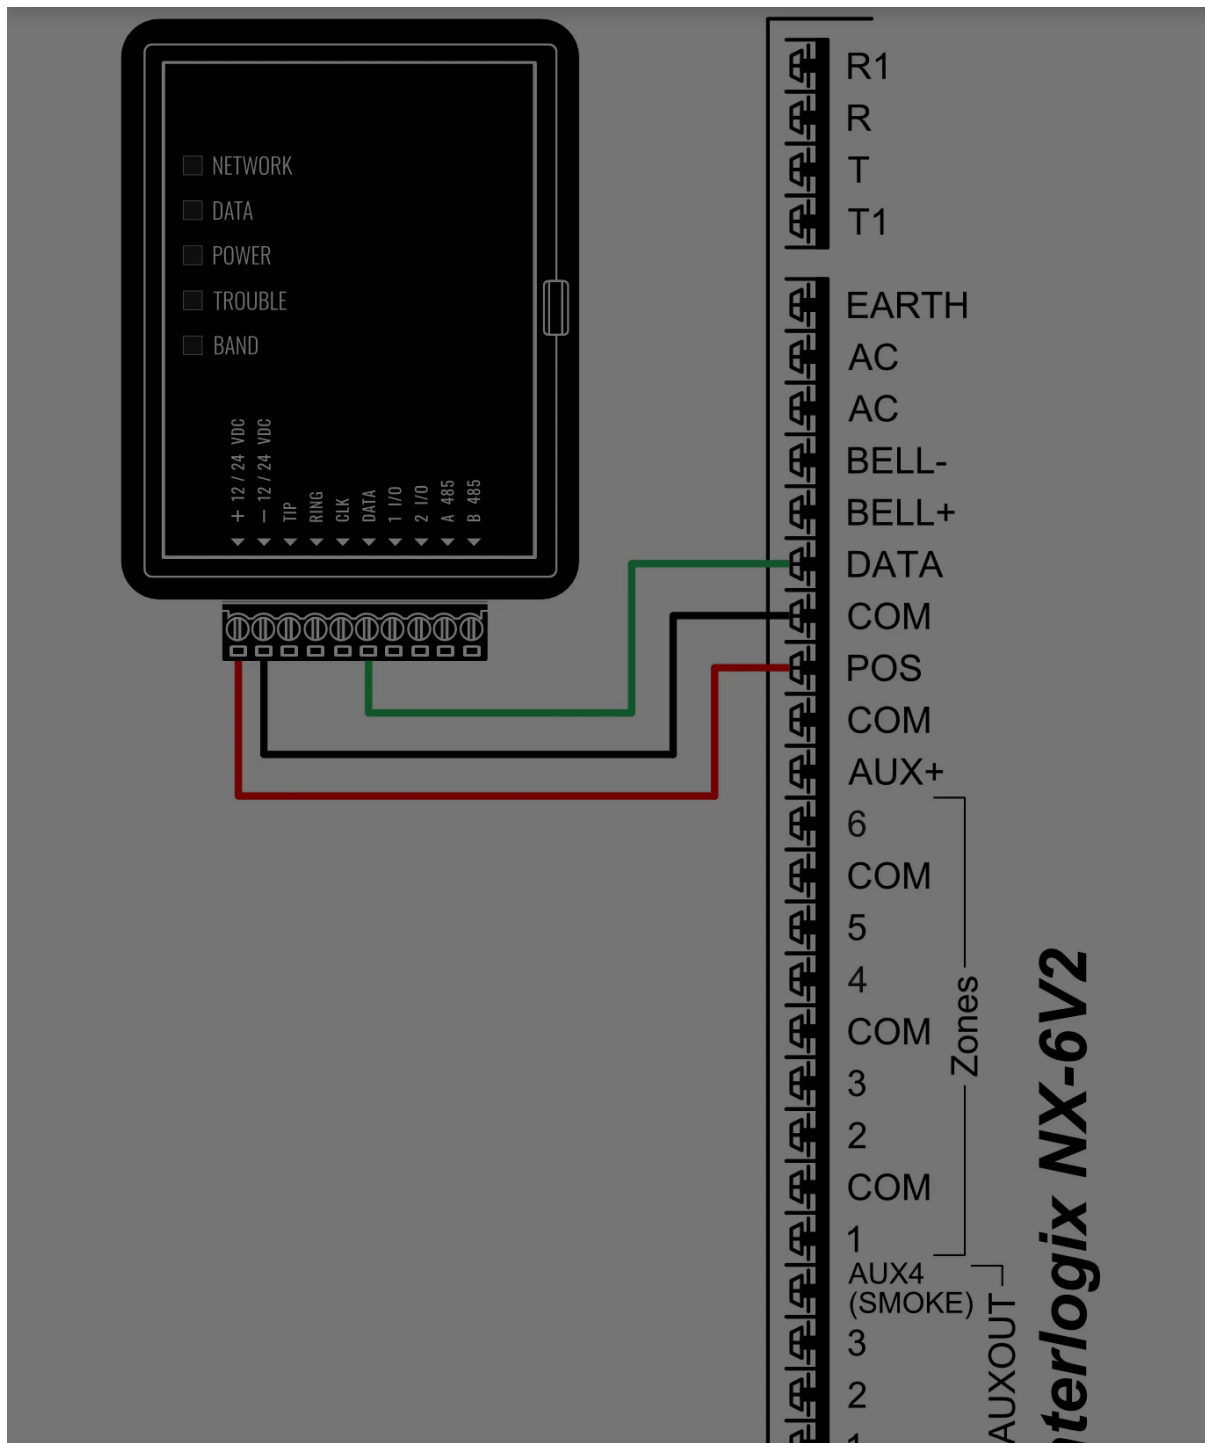 NETWORK
DATA
POWER
TROUBLE
BAND
+ 12 / 24 VDC
− 12 / 24 VDC
TIP
RING
CLK
DATA
1 I/O
2 I/O
A 485
B 485
R1
R
T
T1
EARTH
AC
AC
BELL-
BELL+
DATA
COM
POS
COM
AUX+
6
COM
5
4
COM
3
2
COM
1
Zones
AUX4
(SMOKE)
3
2
1
AUXOUT
nterlogix NX-6V2